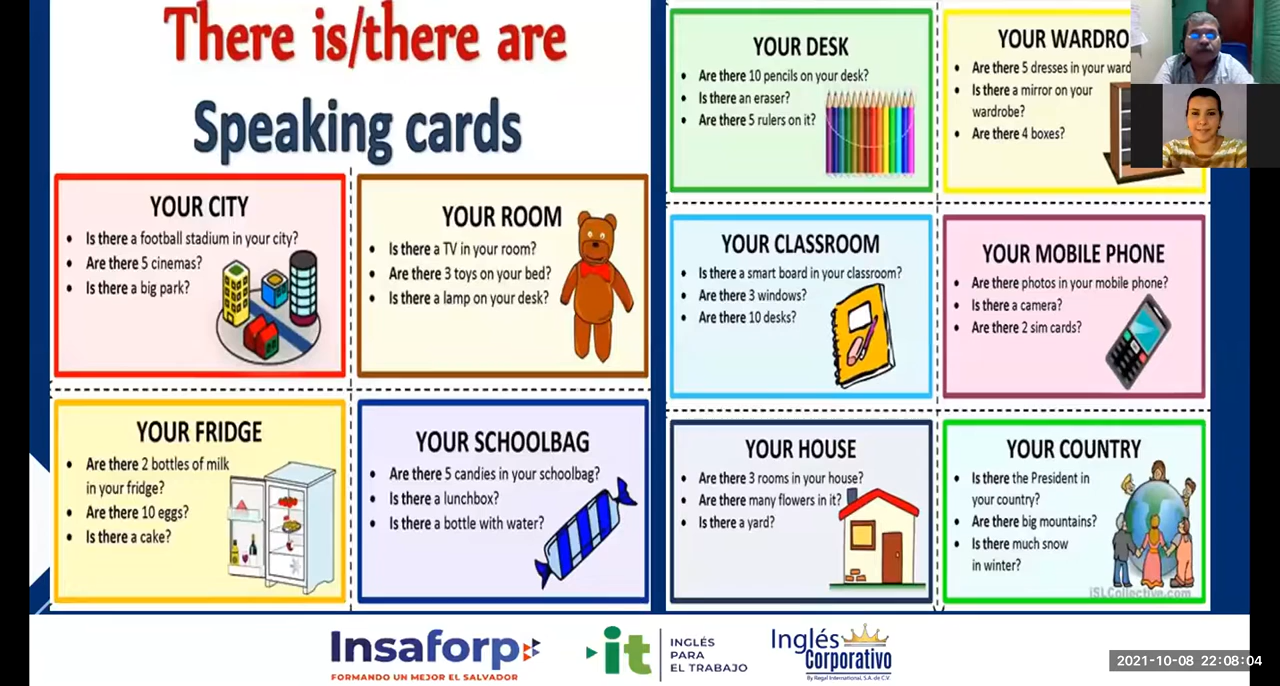 There is/there are
Speaking cards
YOUR CITY
• Is there a football stadium in your city?
• Are there 5 cinemas?
• Is there a big park?
YOUR ROOM
• Is there a TV in your room?
• Are there 3 toys on your bed?
• Is there a lamp on your desk?
YOUR FRIDGE
• Are there 2 bottles of milk
in your fridge?
• Are there 10 eggs?
• Is there a cake?
YOUR SCHOOLBAG
• Are there 5 candies in your schoolbag?
• Is there a lunchbox?
• Is there a bottle with water?
YOUR DESK
• Are there 10 pencils on your desk?
• Is there an eraser?
• Are there 5 rulers on it?
YOUR WARDRO
• Are there 5 dresses in your ward
• Is there a mirror on your
wardrobe?
• Are there 4 boxes?
YOUR CLASSROOM
• Is there a smart board in your classroom?
• Are there 3 windows?
• Are there 10 desks?
YOUR MOBILE PHONE
• Are there photos in your mobile phone?
• Is there a camera?
• Are there 2 sim cards?
YOUR HOUSE
• Are there 3 rooms in your house?
• Are there many flowers in it?
• Is there a yard?
YOUR COUNTRY
• Is there the President in
your country?
• Are there big mountains?
• Is there much snow
in winter?
iSLCollective.com
Insaforp
FORMANDO UN MEJOR EL SALVADOR
it
INGLÉS
PARA
EL TRABAJO
Inglés
Corporativo
By Regal International, S.A. de C.V.
2021-10-08 22:08:04